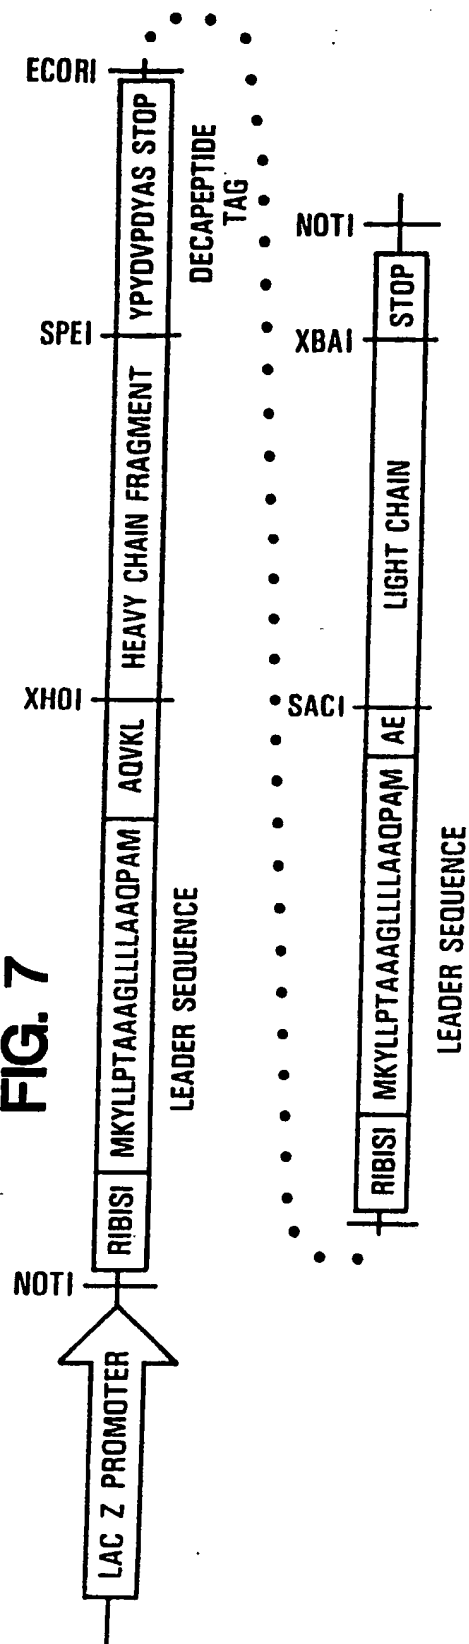 FIG. 7
LAC Z PROMOTER
NOTI
RIBISI
MKYLLPTAAAGLLLLAAQPAM
LEADER SEQUENCE
AQVKL
XHOI
HEAVY CHAIN FRAGMENT
SPEI
YPYDVPDYAS STOP
DECAPEPTIDE
TAG
ECORI
RIBISI
MKYLLPTAAAGLLLLAAQPAM
LEADER SEQUENCE
AE
SACI
LIGHT CHAIN
XBAI
STOP
NOTI